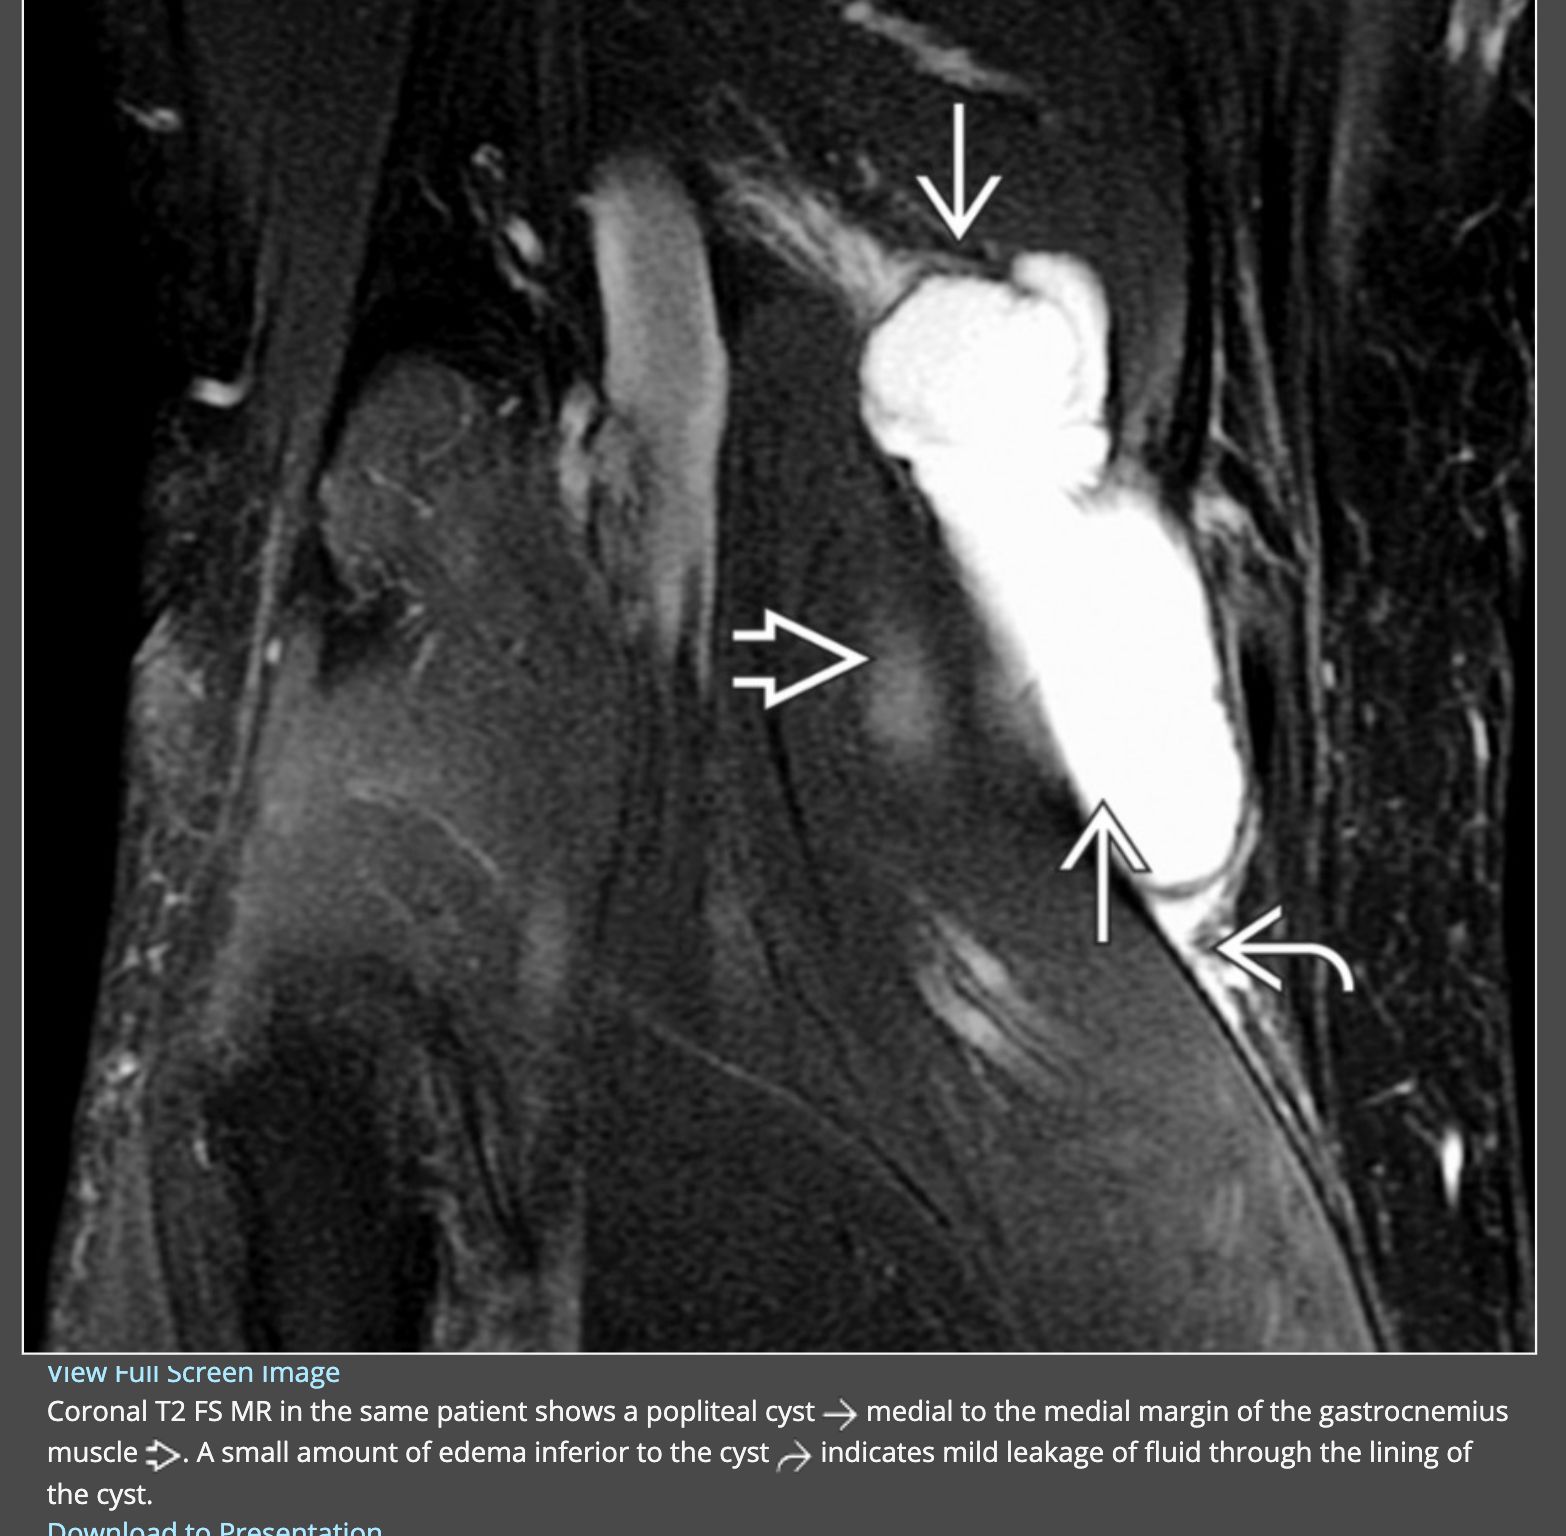 View Full Screen Image
Coronal T2 FS MR in the same patient shows a popliteal cyst → medial to the medial margin of the gastrocnemius
muscle ⇨. A small amount of edema inferior to the cyst ↷ indicates mild leakage of fluid through the lining of
the cyst.
Download to Presentation